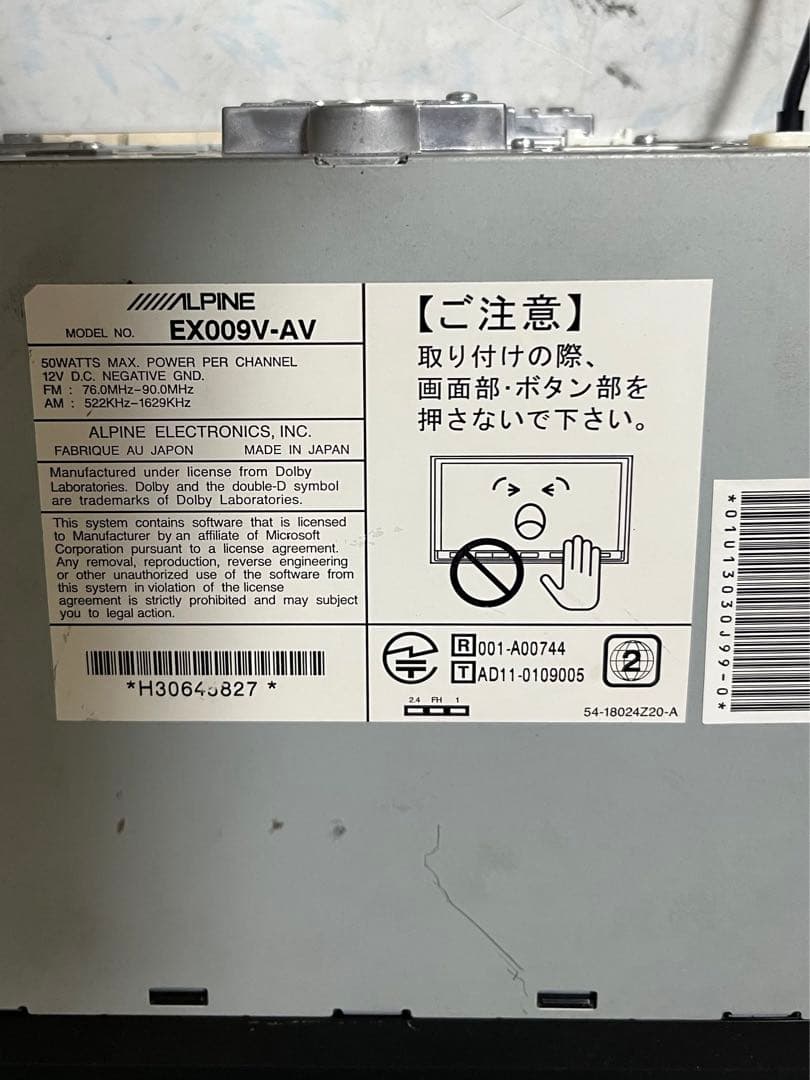 ALPINE
MODEL NO. EX009V-AV
50WATTS MAX. POWER PER CHANNEL
12V D.C. NEGATIVE GND.
FM : 76.0MHz-90.0MHz
AM : 522KHz-1629KHz
ALPINE ELECTRONICS, INC.
FABRIQUE AU JAPON MADE IN JAPAN
Manufactured under license from Dolby
Laboratories. Dolby and the double-D symbol
are trademarks of Dolby Laboratories.
This system contains software that is licensed
to Manufacturer by an affiliate of Microsoft
Corporation pursuant to a license agreement.
Any removal, reproduction, reverse engineering
or other unauthorized use of the software from
this system in violation of the license
agreement is strictly prohibited and may subject
you to legal action.
【ご注意】
取り付けの際、
画面部・ボタン部を
押さないで下さい。
R 001-A00744
T AD11-0109005
2
2.4 FH 1
54-18024Z20-A
*01U13030J99-0*